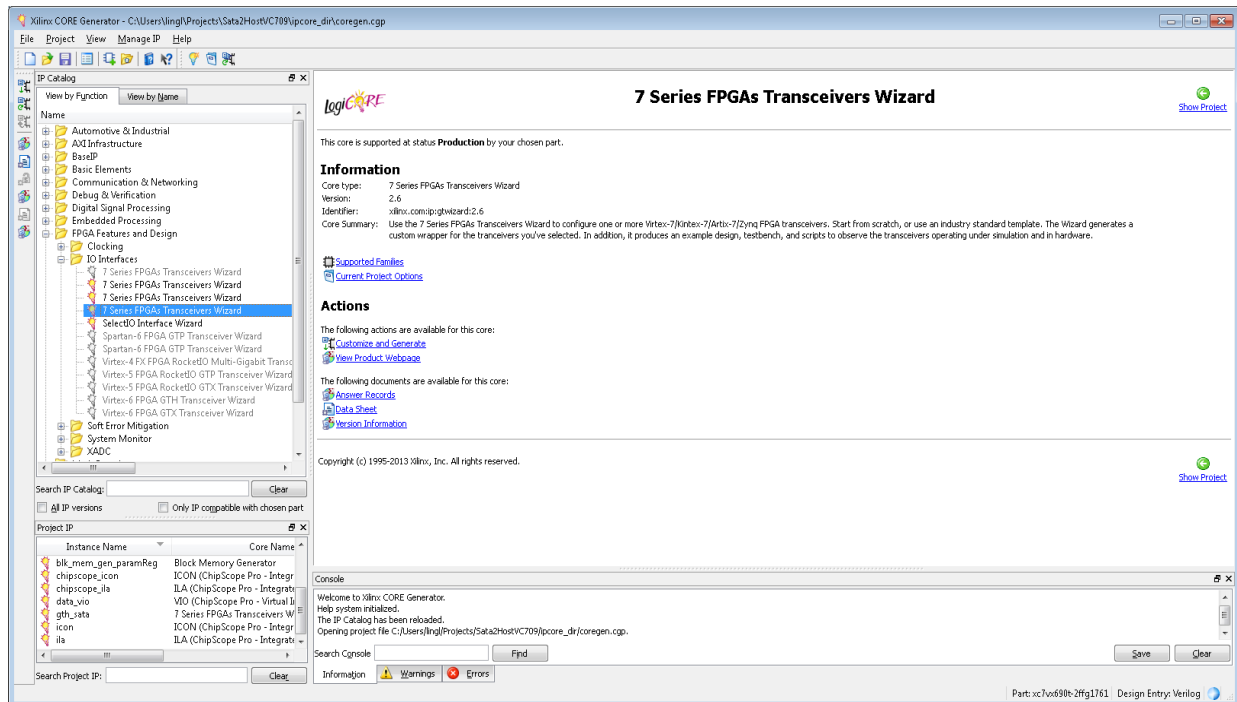 Xilinx CORE Generator - C:\Users\lingl\Projects\Sata2HostVC709\ipcore_dir\coregen.cgp
File Project View Manage IP Help
IP Catalog
View by Function View by Name
Name
Automotive & Industrial
AXI Infrastructure
BaseIP
Basic Elements
Communication & Networking
Debug & Verification
Digital Signal Processing
Embedded Processing
FPGA Features and Design
Clocking
IO Interfaces
7 Series FPGAs Transceivers Wizard
7 Series FPGAs Transceivers Wizard
7 Series FPGAs Transceivers Wizard
7 Series FPGAs Transceivers Wizard
SelectIO Interface Wizard
Spartan-6 FPGA GTP Transceiver Wizard
Spartan-6 FPGA GTP Transceiver Wizard
Virtex-4 FX FPGA RocketIO Multi-Gigabit Transc
Virtex-5 FPGA RocketIO GTP Transceiver Wizard
Virtex-5 FPGA RocketIO GTX Transceiver Wizard
Virtex-6 FPGA GTH Transceiver Wizard
Virtex-6 FPGA GTX Transceiver Wizard
Soft Error Mitigation
System Monitor
XADC
Search IP Catalog: Clear
All IP versions Only IP compatible with chosen part
Project IP
Instance Name Core Name
blk_mem_gen_paramReg Block Memory Generator
chipscope_icon ICON (ChipScope Pro - Integr
chipscope_ila ILA (ChipScope Pro - Integrate
data_vio VIO (ChipScope Pro - Virtual I
gth_sata 7 Series FPGAs Transceivers W
icon ICON (ChipScope Pro - Integr
ila ILA (ChipScope Pro - Integrate
Search Project IP: Clear
LogiCORE
7 Series FPGAs Transceivers Wizard
Show Project
This core is supported at status Production by your chosen part.
Information
Core type: 7 Series FPGAs Transceivers Wizard
Version: 2.6
Identifier: xilinx.com:ip:gtwizard:2.6
Core Summary: Use the 7 Series FPGAs Transceivers Wizard to configure one or more Virtex-7/Kintex-7/Artix-7/Zynq FPGA transceivers. Start from scratch, or use an industry standard template. The Wizard generates a
custom wrapper for the tranceivers you've selected. In addition, it produces an example design, testbench, and scripts to observe the transceivers operating under simulation and in hardware.
Supported Families
Current Project Options
Actions
The following actions are available for this core:
Customize and Generate
View Product Webpage
The following documents are available for this core:
Answer Records
Data Sheet
Version Information
Copyright (c) 1995-2013 Xilinx, Inc. All rights reserved.
Show Project
Console
Welcome to Xilinx CORE Generator.
Help system initialized.
The IP Catalog has been reloaded.
Opening project file C:/Users/lingl/Projects/Sata2HostVC709/ipcore_dir/coregen.cgp.
Search Console Find Save Clear
Information Warnings Errors
Part: xc7vx690t-2ffg1761 Design Entry: Verilog